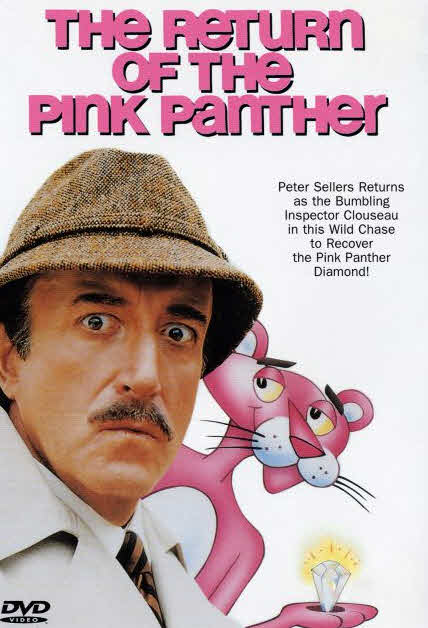 THE RETURN
OF THE
PINK PANTHER
Peter Sellers Returns
as the Bumbling
Inspector Clouseau
in this Wild Chase
to Recover
the Pink Panther
Diamond!
DVD
VIDEO